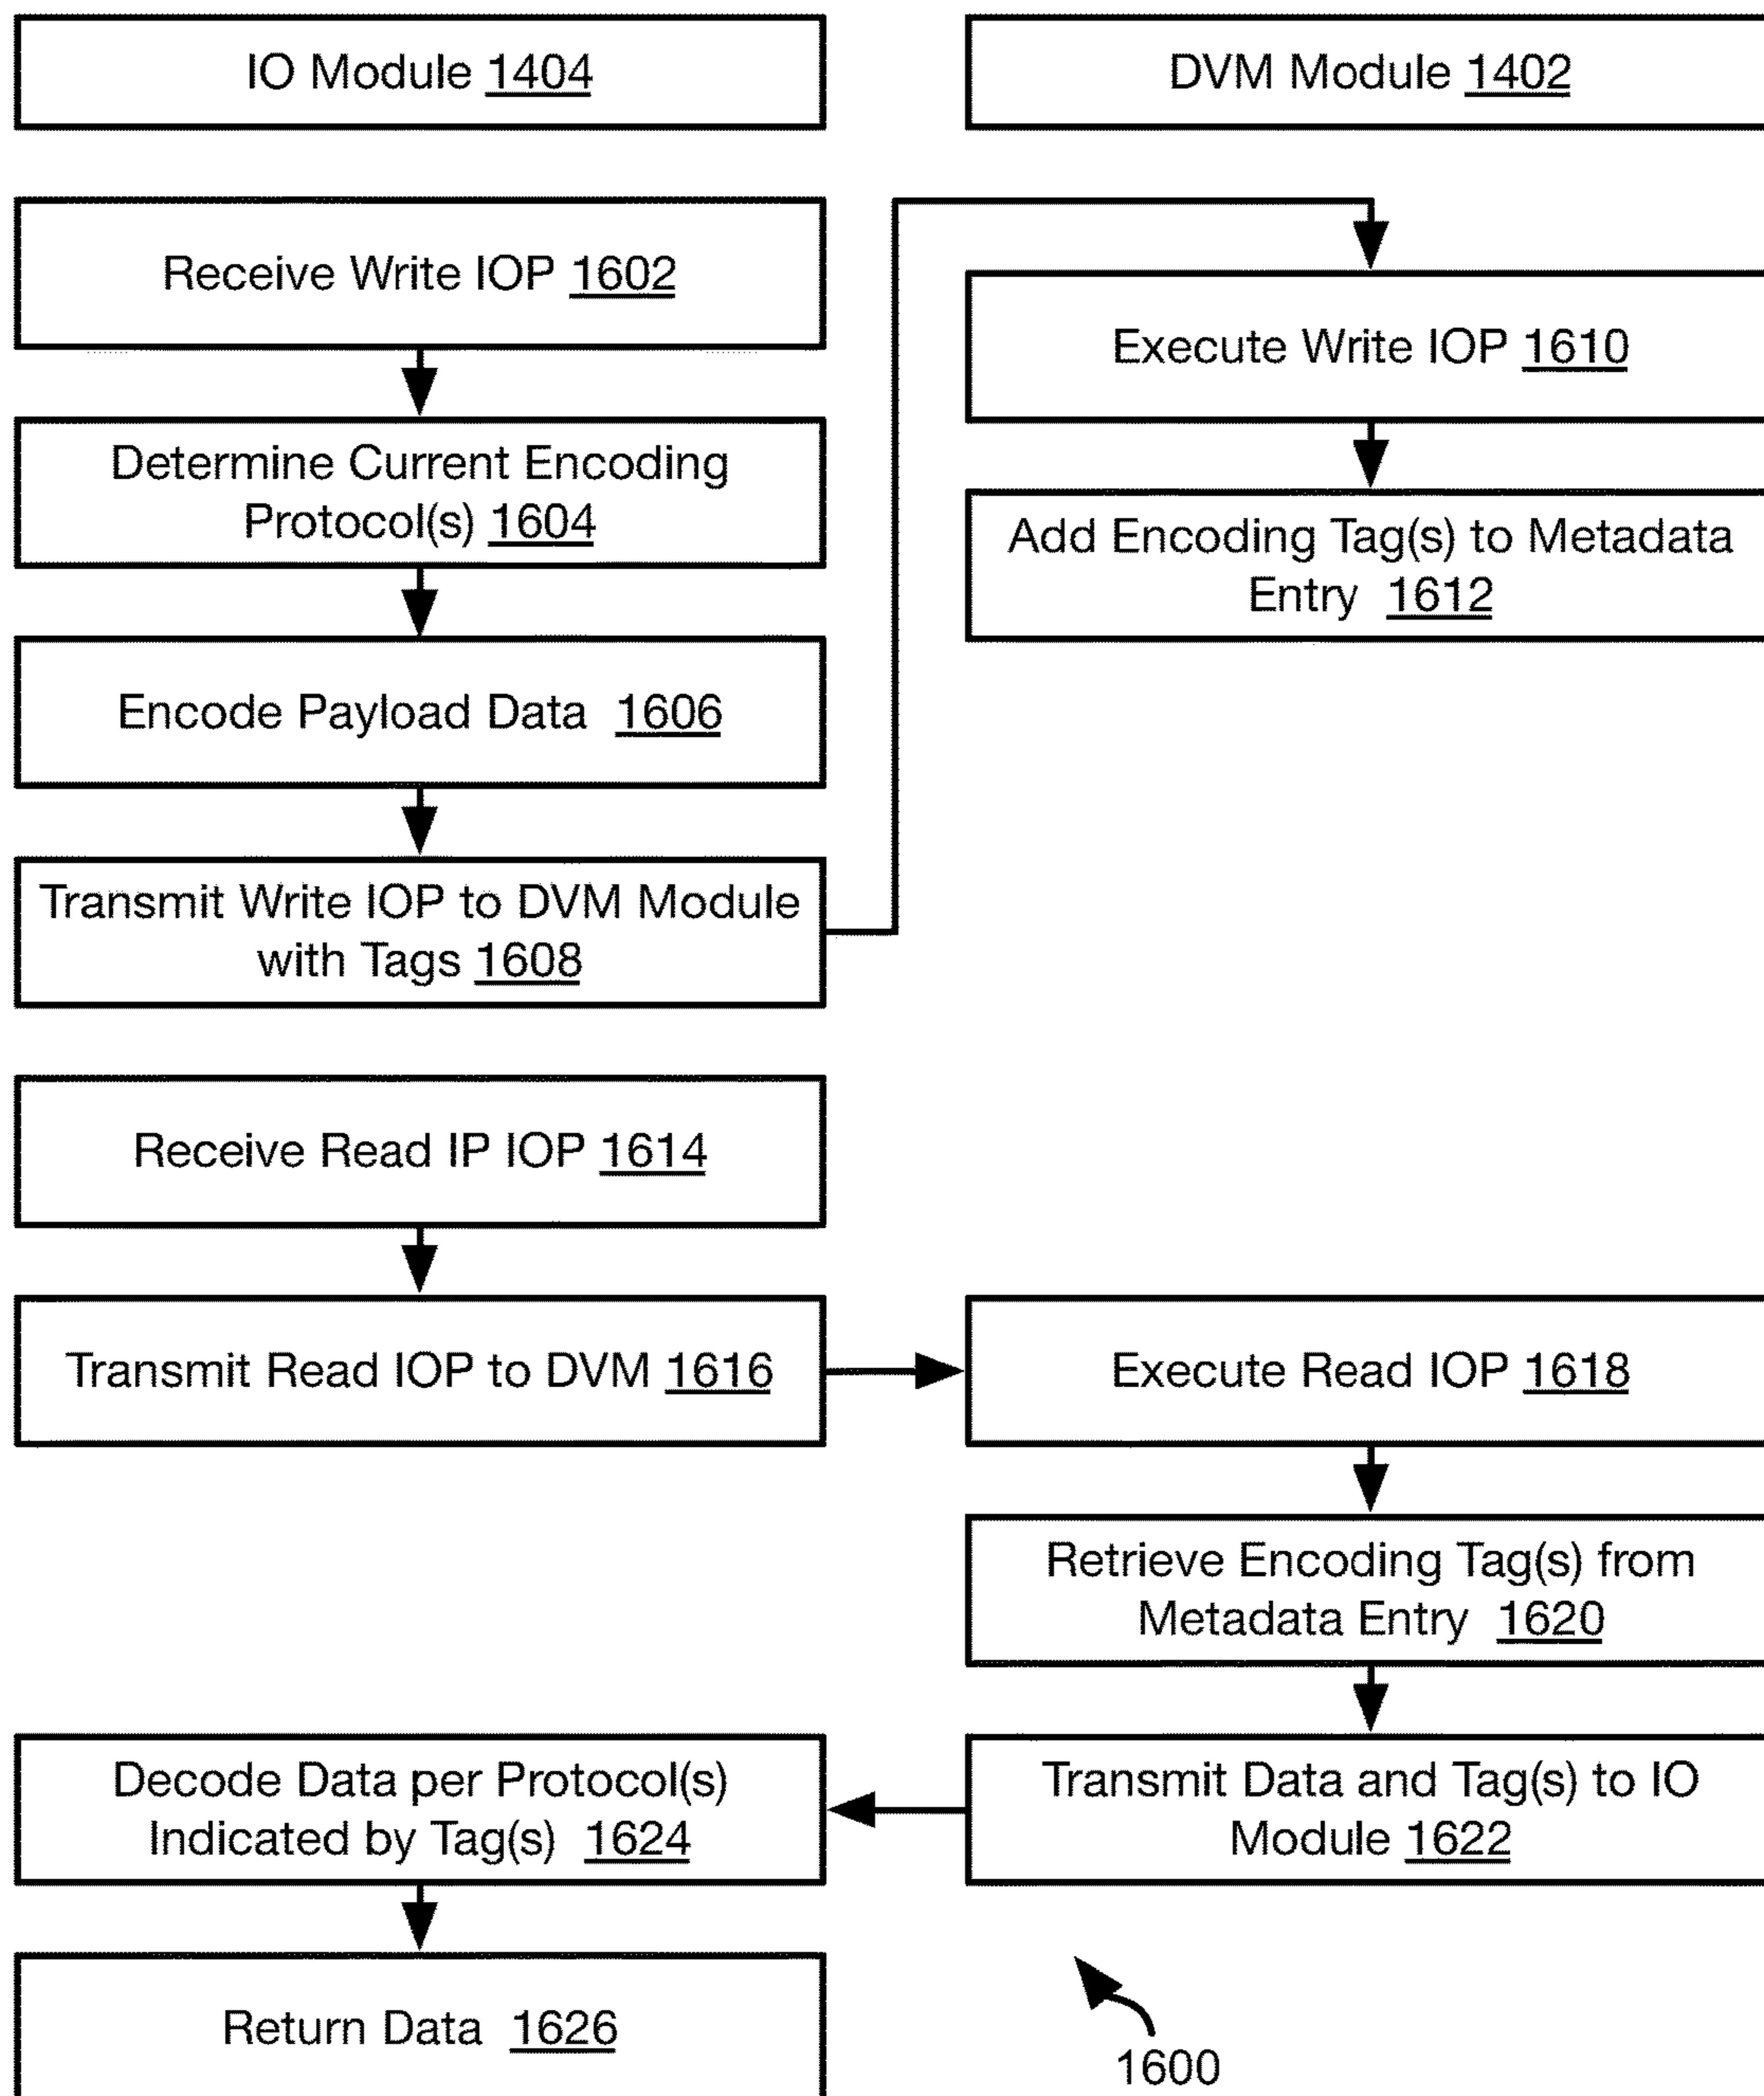 IO Module 1404
DVM Module 1402
Receive Write IOP 1602
Determine Current Encoding
Protocol(s) 1604
Encode Payload Data 1606
Transmit Write IOP to DVM Module
with Tags 1608
Execute Write IOP 1610
Add Encoding Tag(s) to Metadata
Entry 1612
Receive Read IP IOP 1614
Transmit Read IOP to DVM 1616
Execute Read IOP 1618
Retrieve Encoding Tag(s) from
Metadata Entry 1620
Transmit Data and Tag(s) to IO
Module 1622
Decode Data per Protocol(s)
Indicated by Tag(s) 1624
Return Data 1626
1600